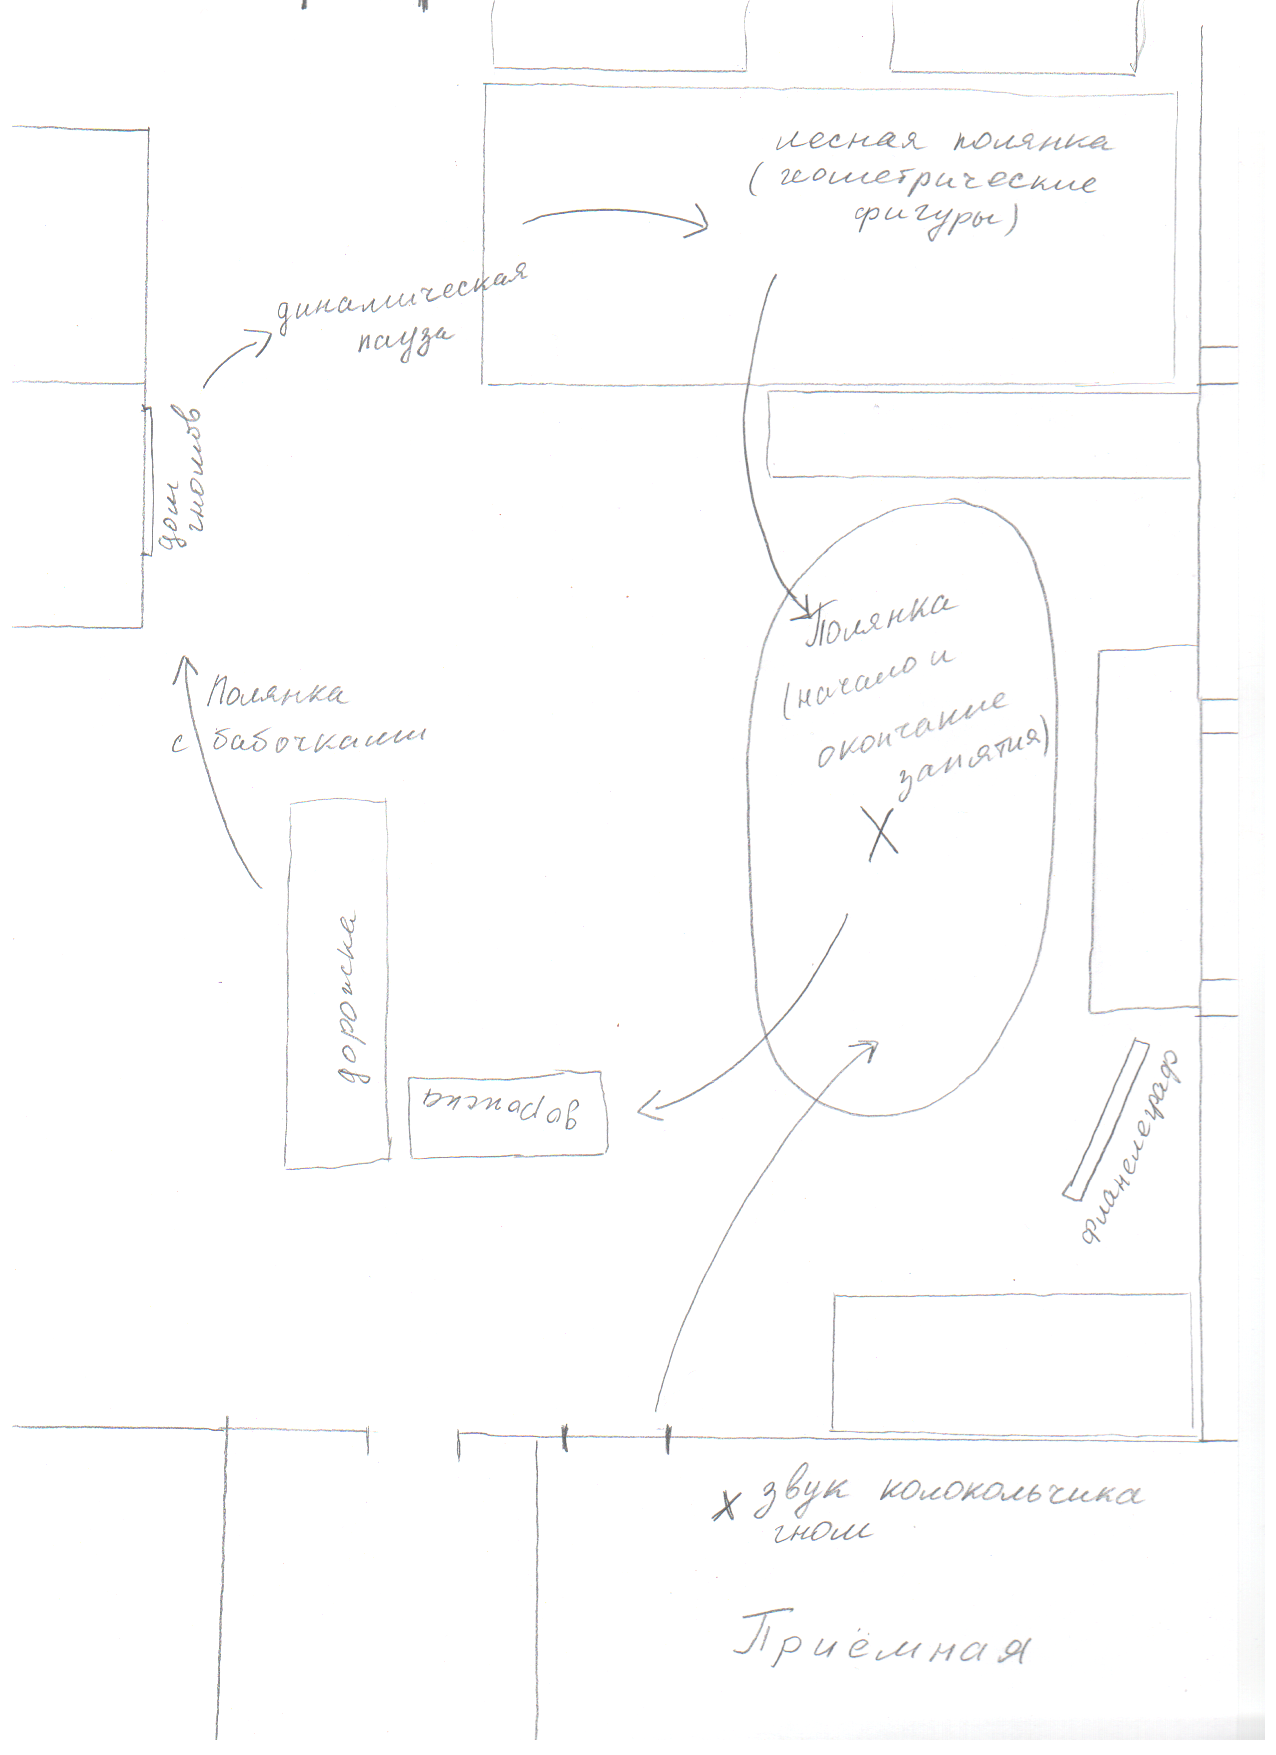 лесная полянка
(геометрические
фигуры)
динамическая
пауза
дом
гномов
Полянка
(начало и
окончание
занятия)
X
Полянка
с бабочками
дорожка
дорожка
фланелеграф
X звук колокольчика
гном
Приёмная